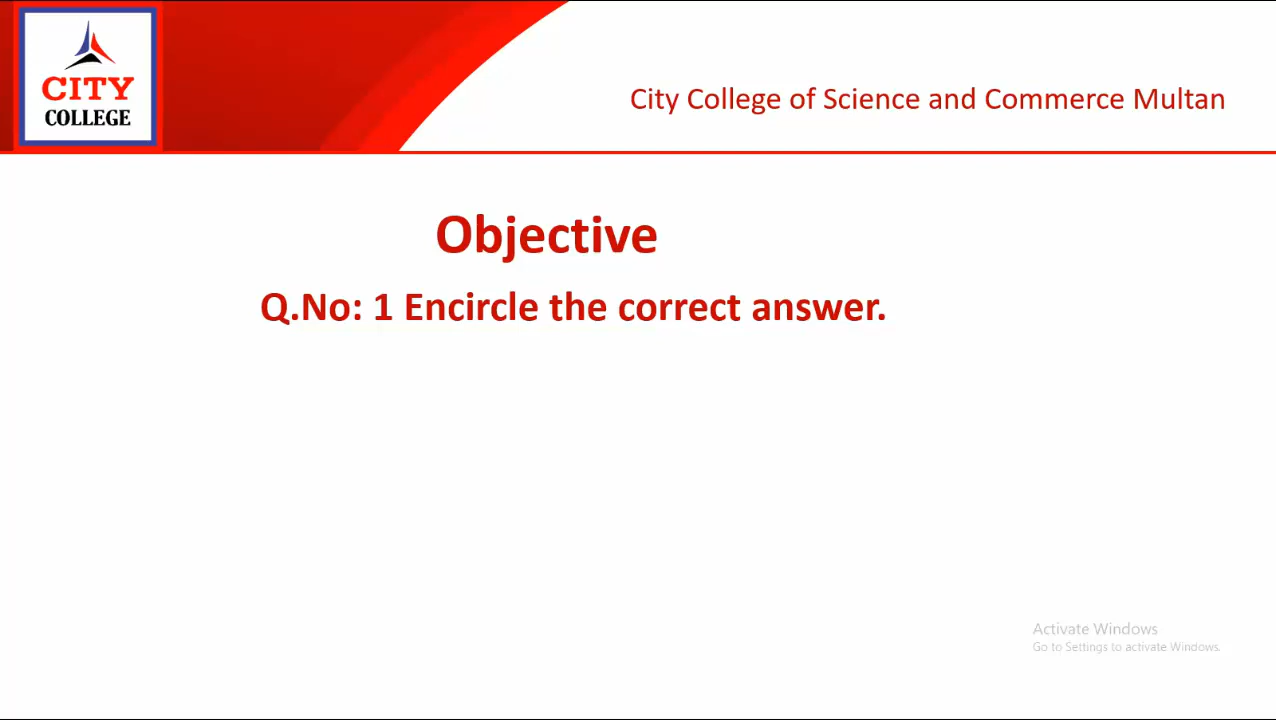 CITY
COLLEGE
City College of Science and Commerce Multan
Objective
Q.No: 1 Encircle the correct answer.
Activate Windows
Go to Settings to activate Windows.